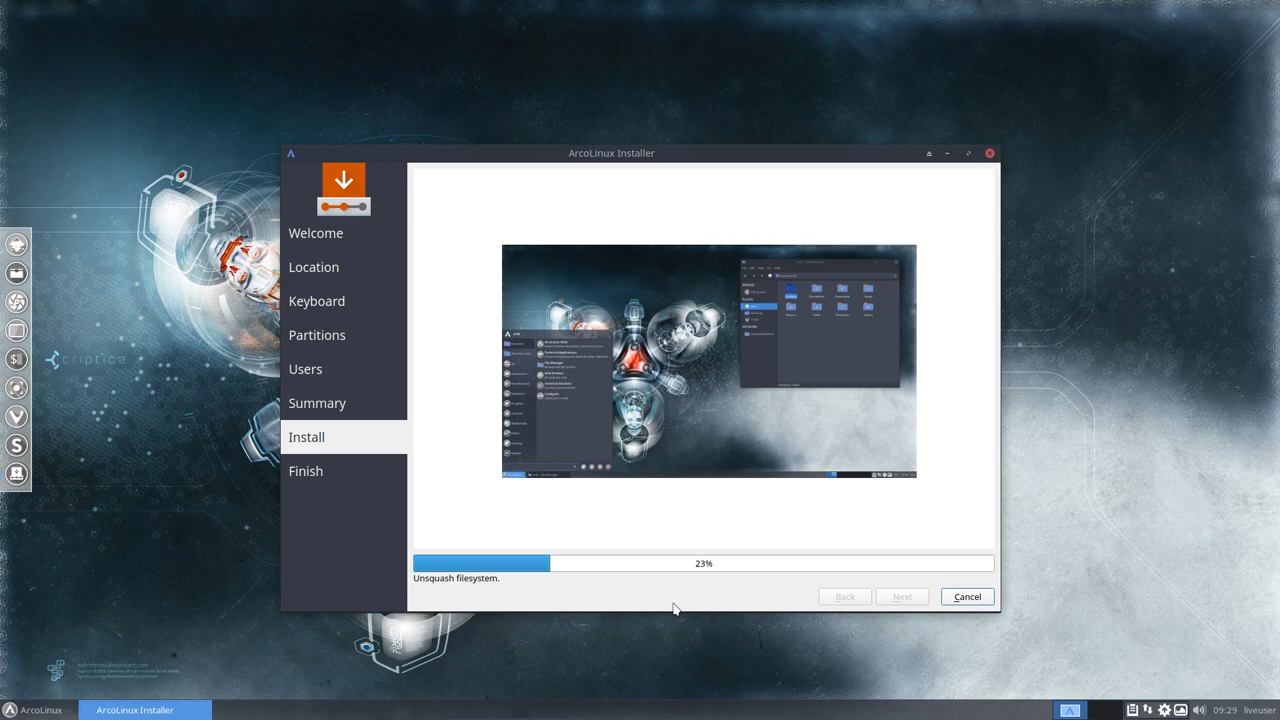 ArcoLinux Installer
Welcome
Location
Keyboard
Partitions
Users
Summary
Install
Finish
23%
Unsquash filesystem.
Back
Next
Cancel
criptica
ArcoLinux
ArcoLinux Installer
09:29
liveuser